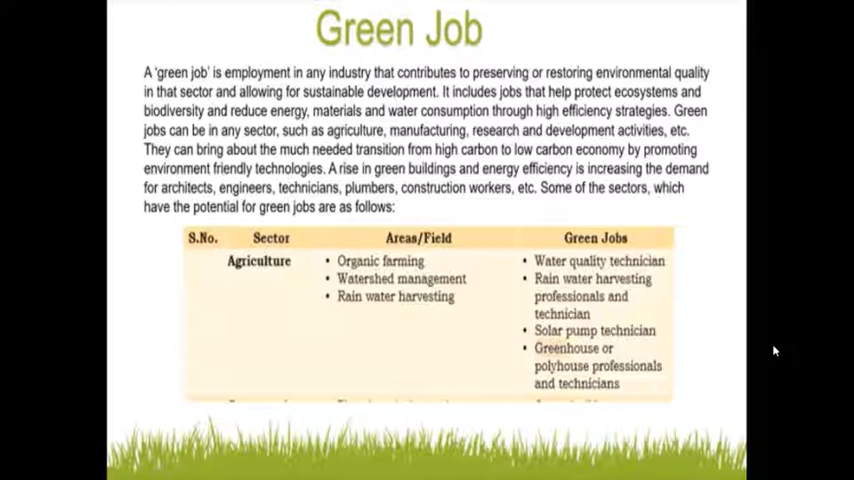 Green Job
A 'green job' is employment in any industry that contributes to preserving or restoring environmental quality
in that sector and allowing for sustainable development. It includes jobs that help protect ecosystems and
biodiversity and reduce energy, materials and water consumption through high efficiency strategies. Green
jobs can be in any sector, such as agriculture, manufacturing, research and development activities, etc.
They can bring about the much needed transition from high carbon to low carbon economy by promoting
environment friendly technologies. A rise in green buildings and energy efficiency is increasing the demand
for architects, engineers, technicians, plumbers, construction workers, etc. Some of the sectors, which
have the potential for green jobs are as follows:
S.No. Sector Areas/Field Green Jobs
Agriculture • Organic farming • Water quality technician
• Watershed management • Rain water harvesting
• Rain water harvesting professionals and
technician
• Solar pump technician
• Greenhouse or
polyhouse professionals
and technicians